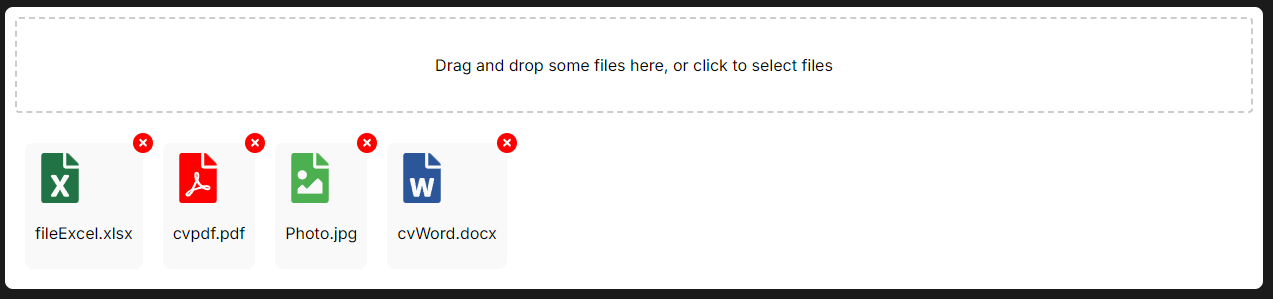 Drag and drop some files here, or click to select files
X
W
fileExcel.xlsx
cvpdf.pdf
Photo.jpg
cvWord.docx